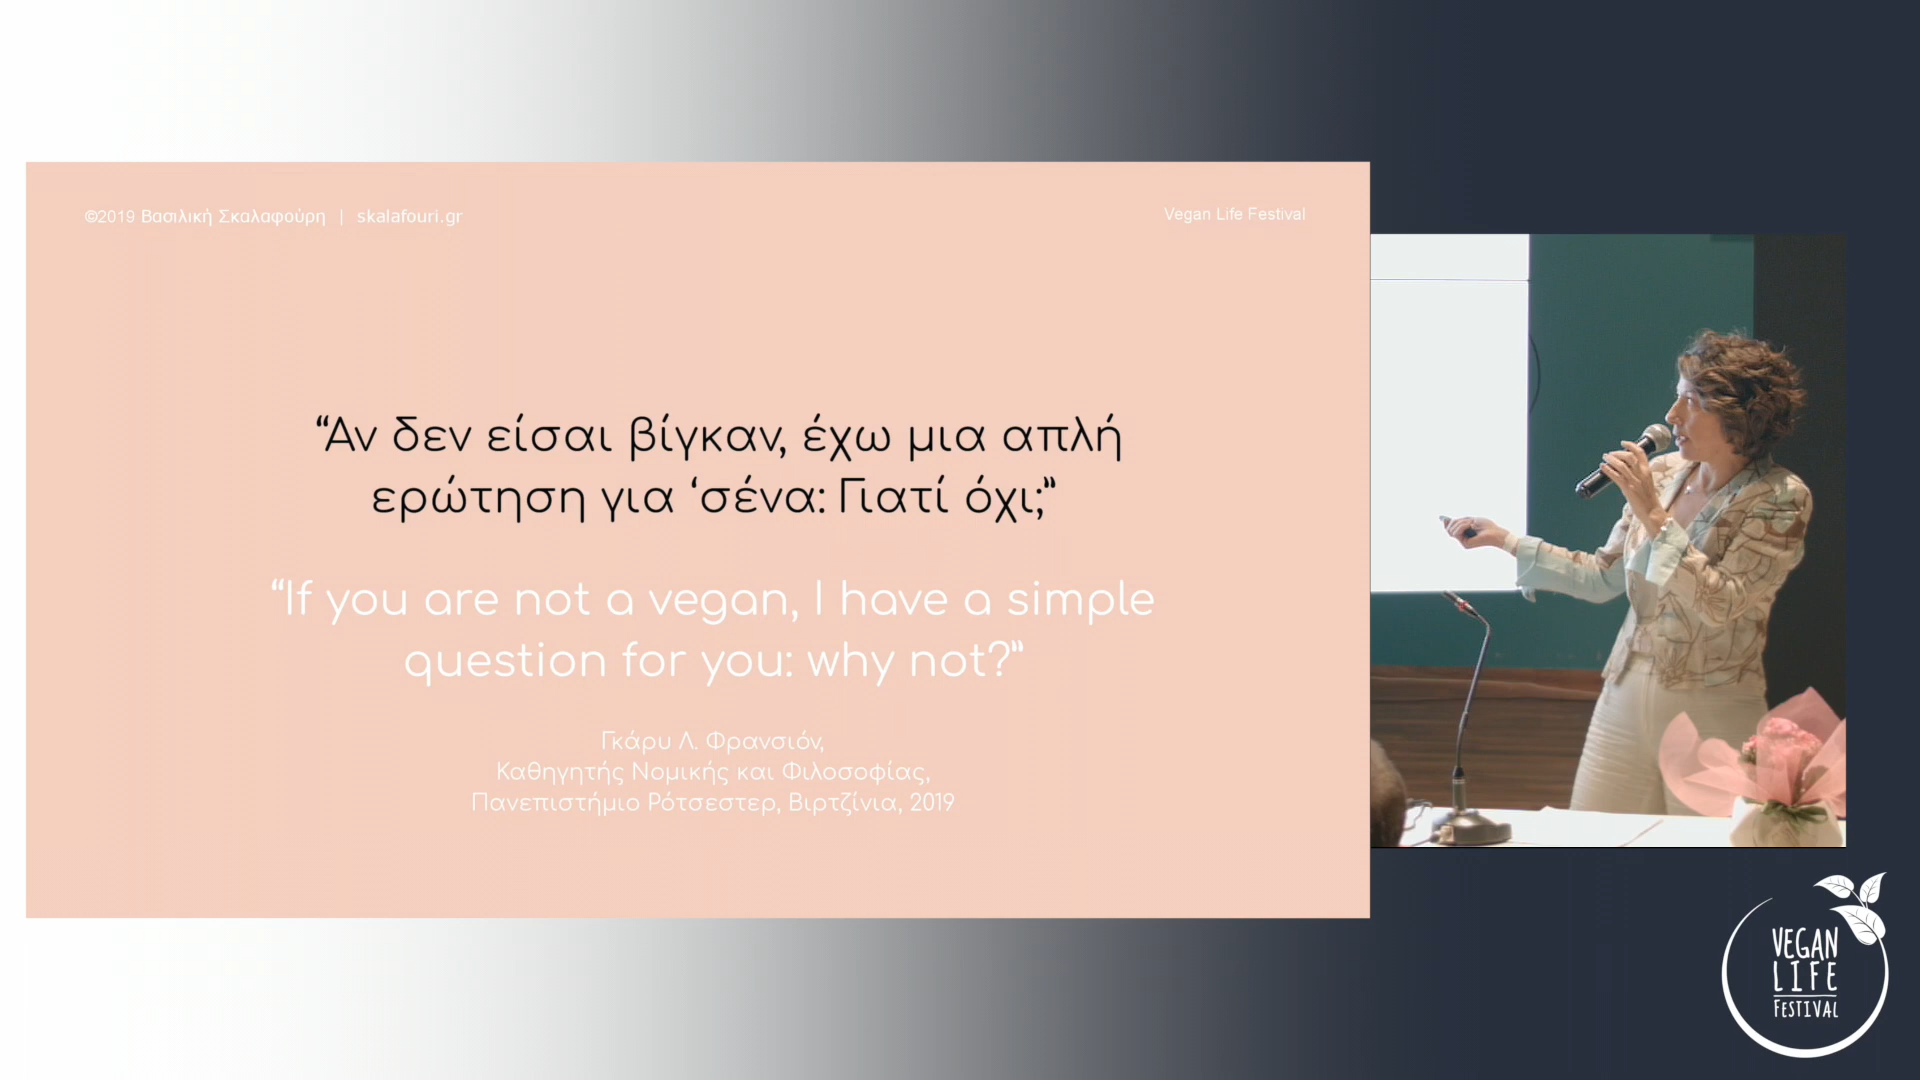 ©2019 Βασιλική Σκαλαφούρη | skalafouri.gr
Vegan Life Festival
“Αν δεν είσαι βίγκαν, έχω μια απλή
ερώτηση για ‘σένα: Γιατί όχι;”
“If you are not a vegan, I have a simple
question for you: why not?”
Γκάρυ Λ. Φρανσιόν,
Καθηγητής Νομικής και Φιλοσοφίας,
Πανεπιστήμιο Ρότσεστερ, Βιρτζίνια, 2019
VEGAN
LIFE
FESTIVAL